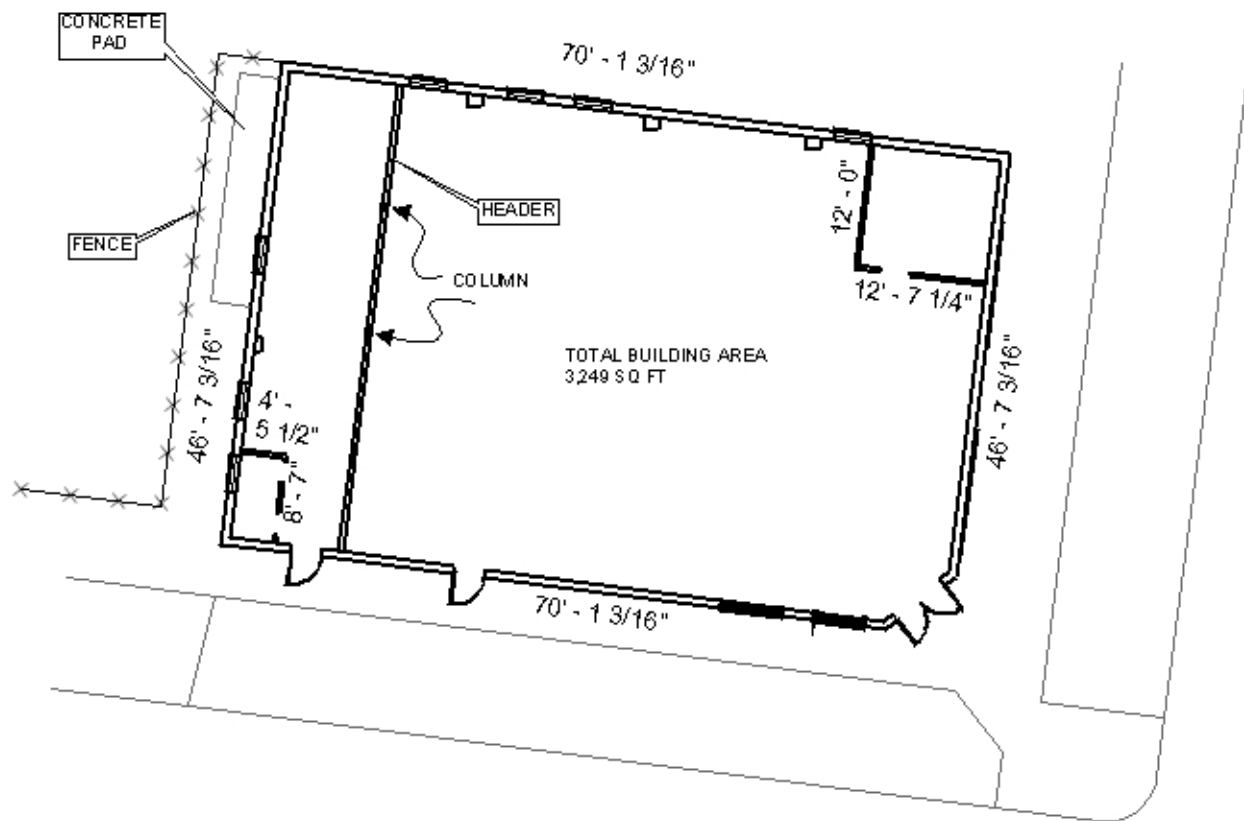 CONCRETE
PAD
70' - 1 3/16"
12' - 0"
HEADER
FENCE
COLUMN
12' - 7 1/4"
TOTAL BUILDING AREA
3,249 SQ FT
46' - 7 3/16"
46' - 7 3/16"
4' -
5 1/2"
8' - 7"
70' - 1 3/16"